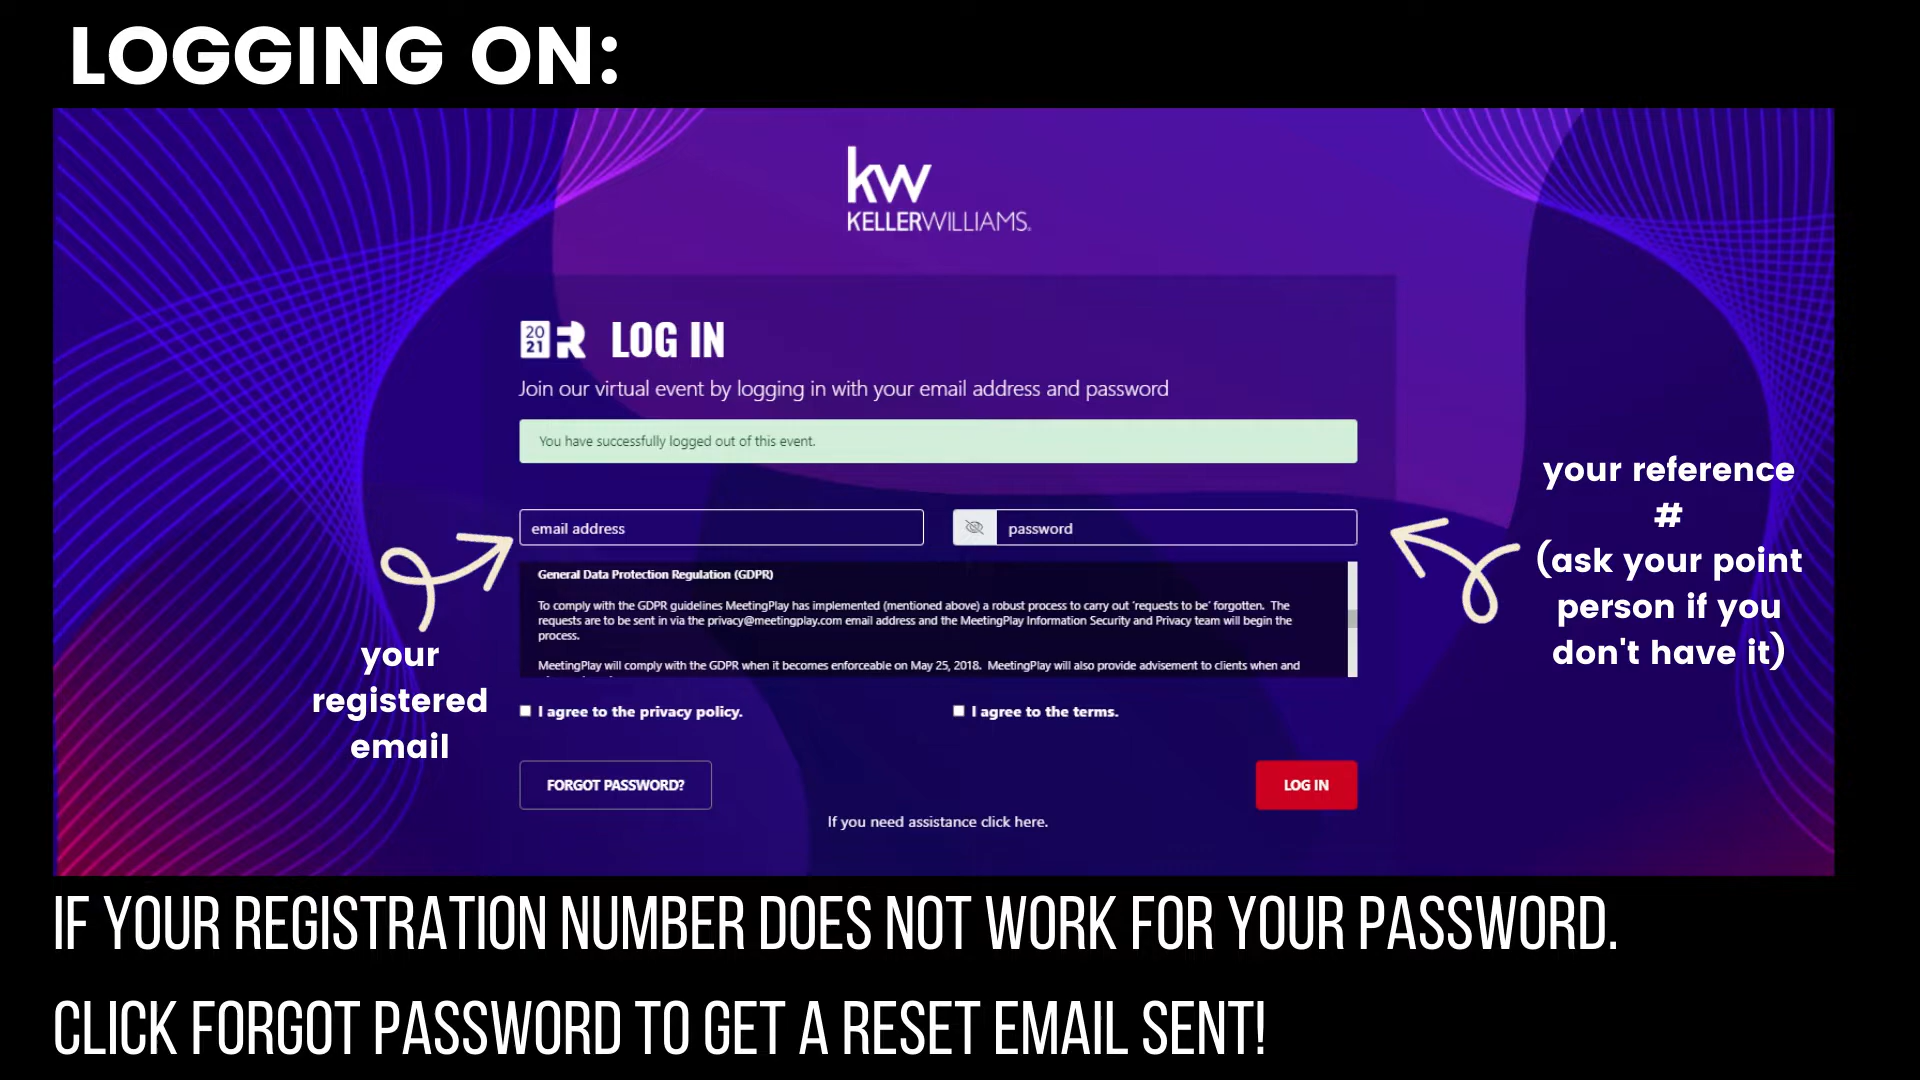 LOGGING ON:
kw
KELLERWILLIAMS.
20
21 R LOG IN
Join our virtual event by logging in with your email address and password
You have successfully logged out of this event.
email address
password
General Data Protection Regulation (GDPR)
To comply with the GDPR guidelines MeetingPlay has implemented (mentioned above) a robust process to carry out 'requests to be' forgotten. The
requests are to be sent in via the privacy@meetingplay.com email address and the MeetingPlay Information Security and Privacy team will begin the
process.
MeetingPlay will comply with the GDPR when it becomes enforceable on May 25, 2018. MeetingPlay will also provide advisement to clients when and
I agree to the privacy policy.
I agree to the terms.
FORGOT PASSWORD?
LOG IN
If you need assistance click here.
your
registered
email
your reference
#
(ask your point
person if you
don't have it)
IF YOUR REGISTRATION NUMBER DOES NOT WORK FOR YOUR PASSWORD.
CLICK FORGOT PASSWORD TO GET A RESET EMAIL SENT!